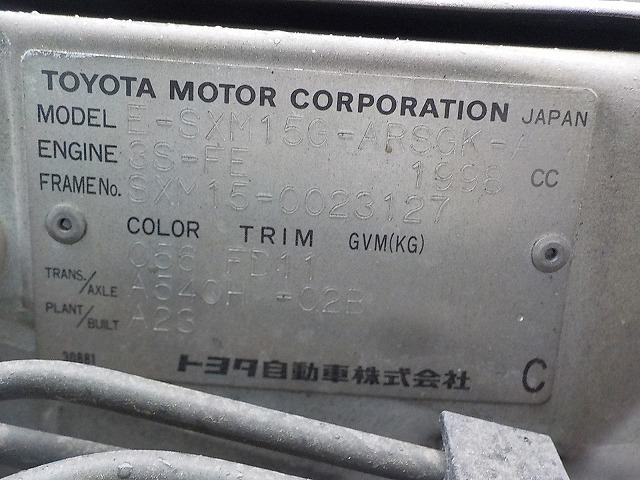 TOYOTA MOTOR CORPORATION JAPAN
MODEL E-SXM15G-ARSGK-A
ENGINE 3S-FE 1998 CC
FRAME No. SXM15-0023127
COLOR TRIM GVM(KG)
056 FD11
TRANS./AXLE A540H -02B
PLANT/BUILT A23
30881
トヨタ自動車株式会社 C